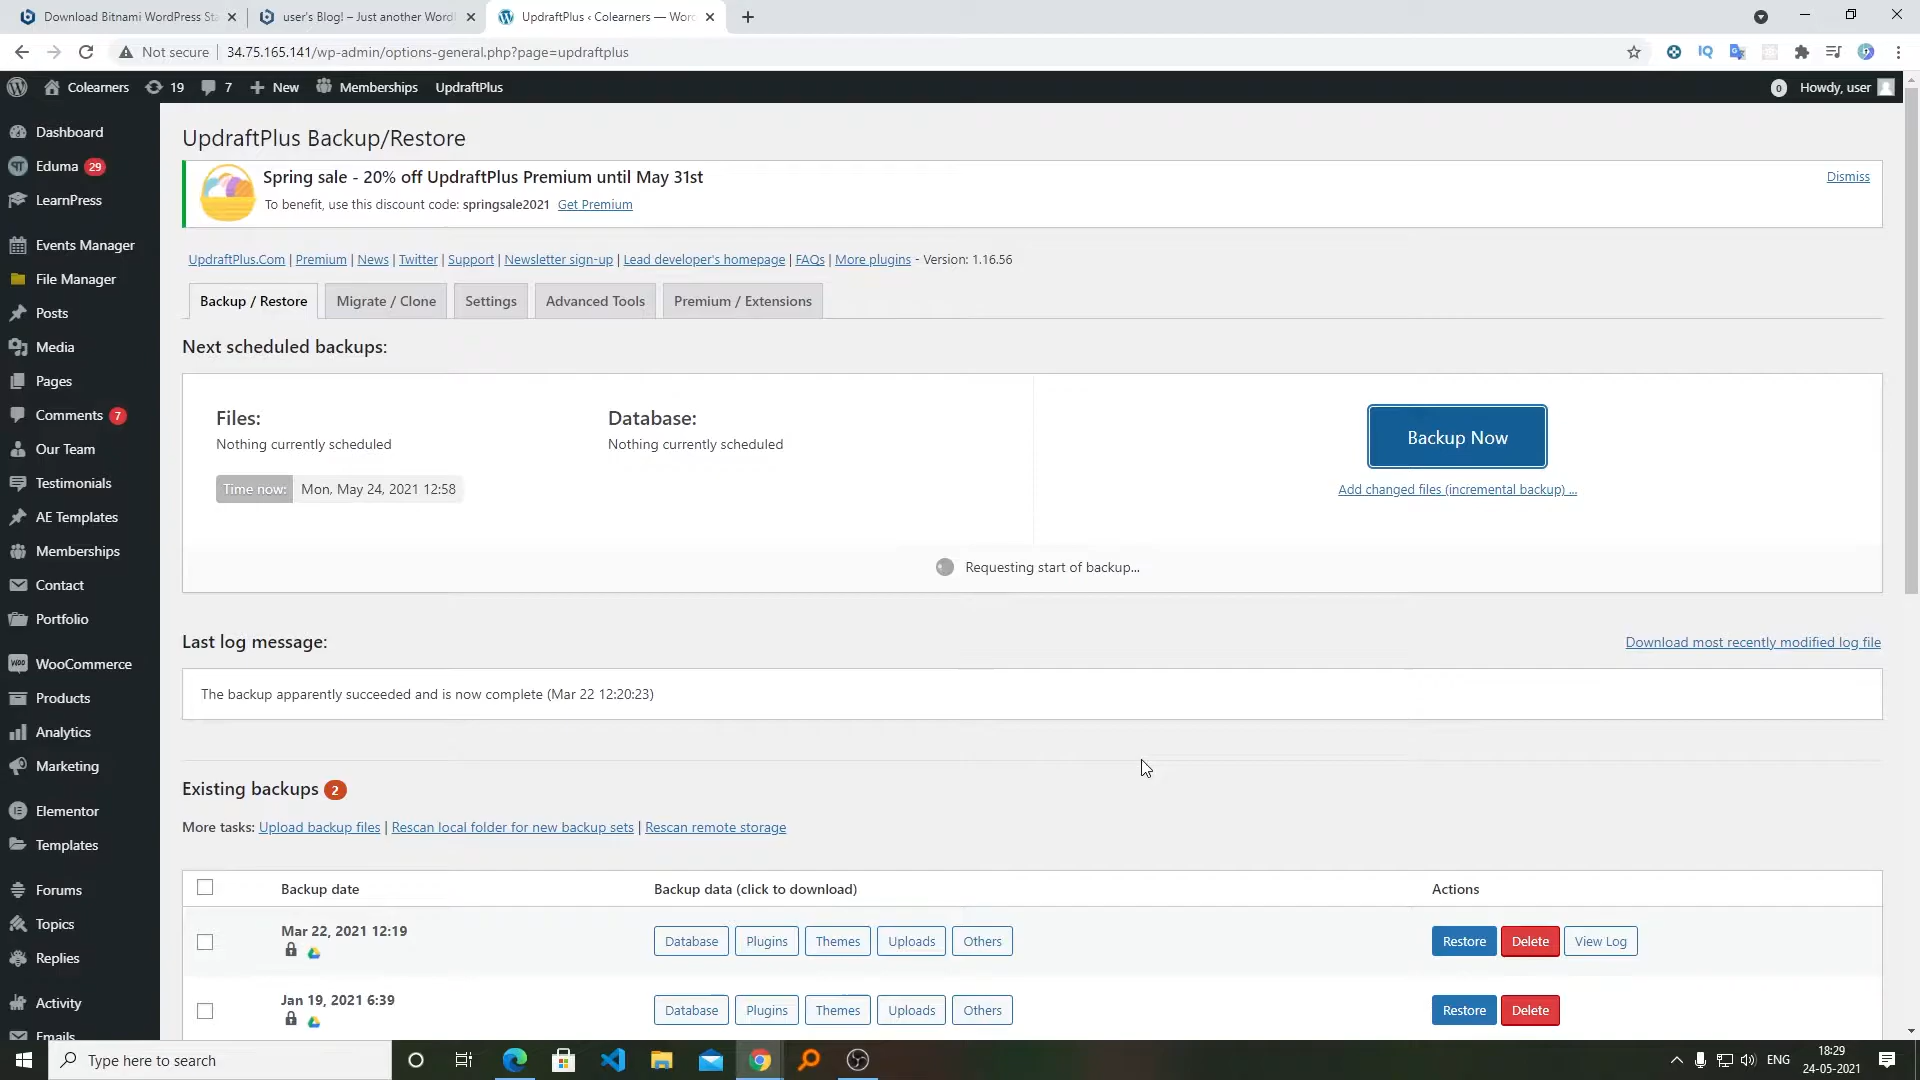 Download Bitnami WordPress Sta
user's Blog! – Just another Word
UpdraftPlus ‹ Colearners — Wor
Not secure
34.75.165.141/wp-admin/options-general.php?page=updraftplus
Colearners
19
7
New
Memberships
UpdraftPlus
0
Howdy, user
Dashboard
Eduma 29
LearnPress
Events Manager
File Manager
Posts
Media
Pages
Comments 7
Our Team
Testimonials
AE Templates
Memberships
Contact
Portfolio
WooCommerce
Products
Analytics
Marketing
Elementor
Templates
Forums
Topics
Replies
Activity
Emails
UpdraftPlus Backup/Restore
Spring sale - 20% off UpdraftPlus Premium until May 31st
Dismiss
To benefit, use this discount code: springsale2021 Get Premium
UpdraftPlus.Com | Premium | News | Twitter | Support | Newsletter sign-up | Lead developer's homepage | FAQs | More plugins - Version: 1.16.56
Backup / Restore
Migrate / Clone
Settings
Advanced Tools
Premium / Extensions
Next scheduled backups:
Files:
Nothing currently scheduled
Database:
Nothing currently scheduled
Time now: Mon, May 24, 2021 12:58
Backup Now
Add changed files (incremental backup) ...
Requesting start of backup...
Last log message:
Download most recently modified log file
The backup apparently succeeded and is now complete (Mar 22 12:20:23)
Existing backups 2
More tasks: Upload backup files | Rescan local folder for new backup sets | Rescan remote storage
Backup date
Backup data (click to download)
Actions
Mar 22, 2021 12:19
Database
Plugins
Themes
Uploads
Others
Restore
Delete
View Log
Jan 19, 2021 6:39
Database
Plugins
Themes
Uploads
Others
Restore
Delete
Type here to search
ENG
18:29
24-05-2021